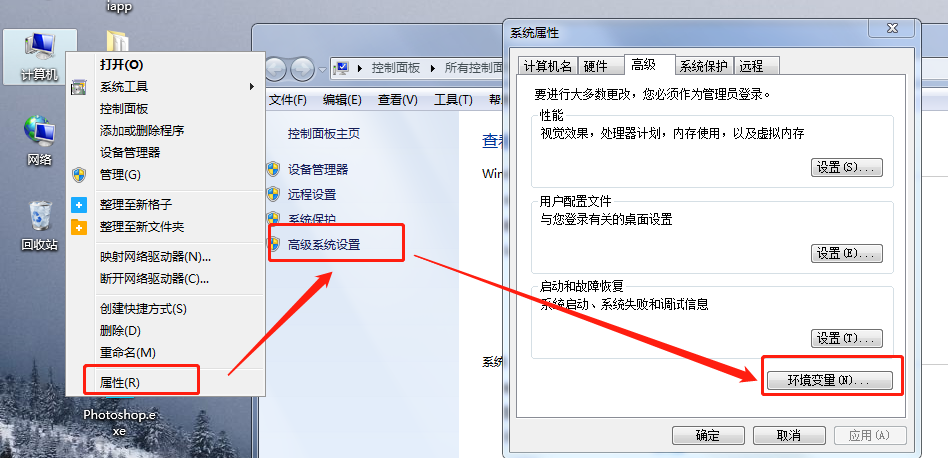 iapp
计算机
网络
回收站
Photoshop.e
xe
打开(O)
系统工具
控制面板
添加或删除程序
设备管理器
管理(G)
整理至新格子
整理至新文件夹
映射网络驱动器(N)...
断开网络驱动器(C)...
创建快捷方式(S)
删除(D)
重命名(M)
属性(R)
控制面板
所有控制面
文件(F) 编辑(E) 查看(V) 工具(T) 帮
控制面板主页
设备管理器
远程设置
系统保护
高级系统设置
查看
Win
系统
系统属性
计算机名 硬件 高级 系统保护 远程
要进行大多数更改，您必须作为管理员登录。
性能
视觉效果，处理器计划，内存使用，以及虚拟内存
设置(S)...
用户配置文件
与您登录有关的桌面设置
设置(E)...
启动和故障恢复
系统启动、系统失败和调试信息
设置(T)...
环境变量(N)...
确定 取消 应用(A)